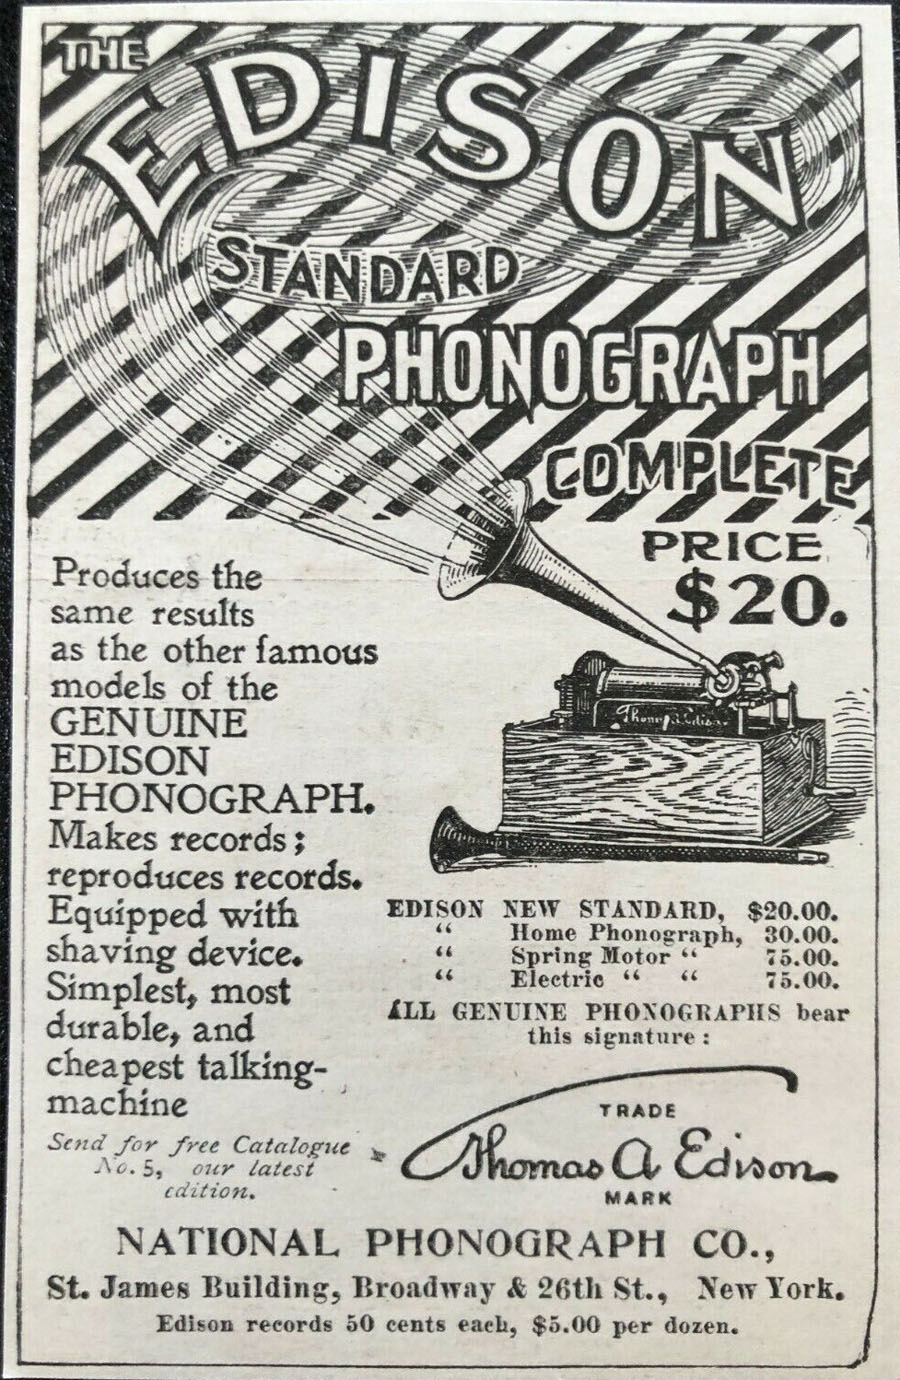 THE
EDISON
STANDARD
PHONOGRAPH
COMPLETE
PRICE
$20.
Produces the
same results
as the other famous
models of the
GENUINE
EDISON
PHONOGRAPH.
Makes records;
reproduces records.
Equipped with
shaving device.
Simplest, most
durable, and
cheapest talking-
machine
Send for free Catalogue
No. 5, our latest
edition.
Thomas A Edison
EDISON NEW STANDARD, $20.00.
“ Home Phonograph, 30.00.
“ Spring Motor “ 75.00.
“ Electric “ “ 75.00.
ALL GENUINE PHONOGRAPHS bear
this signature:
TRADE
Thomas A Edison
MARK
NATIONAL PHONOGRAPH CO.,
St. James Building, Broadway & 26th St., New York.
Edison records 50 cents each, $5.00 per dozen.